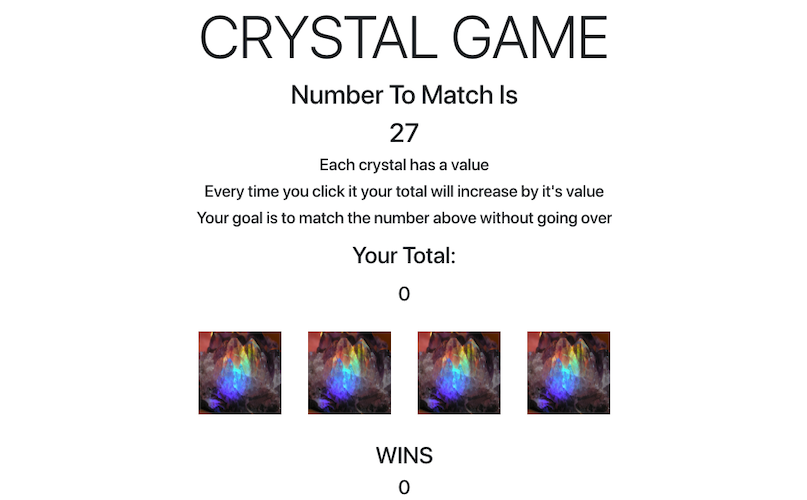 CRYSTAL GAME
Number To Match Is
27
Each crystal has a value
Every time you click it your total will increase by it's value
Your goal is to match the number above without going over
Your Total:
0
WINS
0